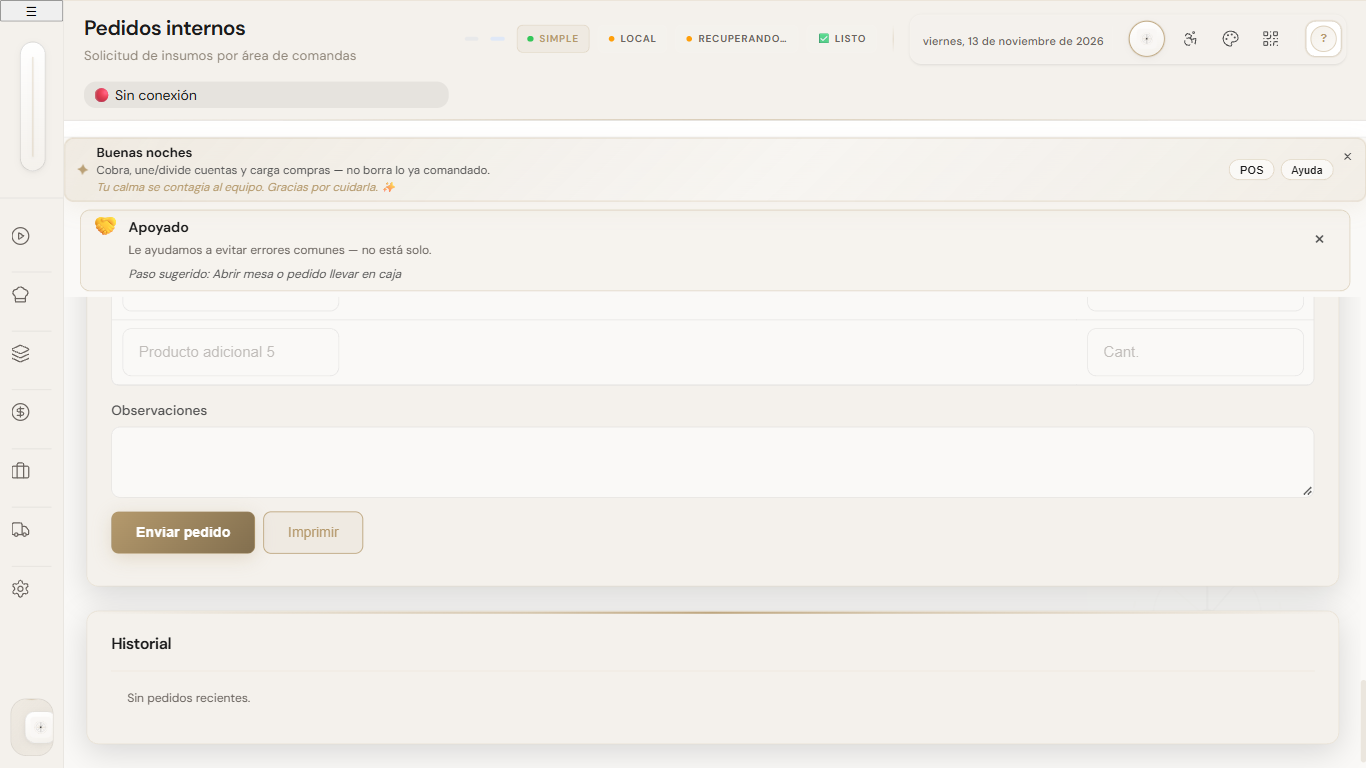 ☰
Pedidos internos
Solicitud de insumos por área de comandas
SIMPLE
LOCAL
RECUPERANDO…
✅ LISTO
viernes, 13 de noviembre de 2026
?
🔴 Sin conexión
Buenas noches
Cobra, une/divide cuentas y carga compras — no borra lo ya comandado.
Tu calma se contagia al equipo. Gracias por cuidarla. ✨
POS
Ayuda
×
Apoyado
Le ayudamos a evitar errores comunes — no está solo.
Paso sugerido: Abrir mesa o pedido llevar en caja
×
Producto adicional 5
Cant.
Observaciones
Enviar pedido
Imprimir
Historial
Sin pedidos recientes.